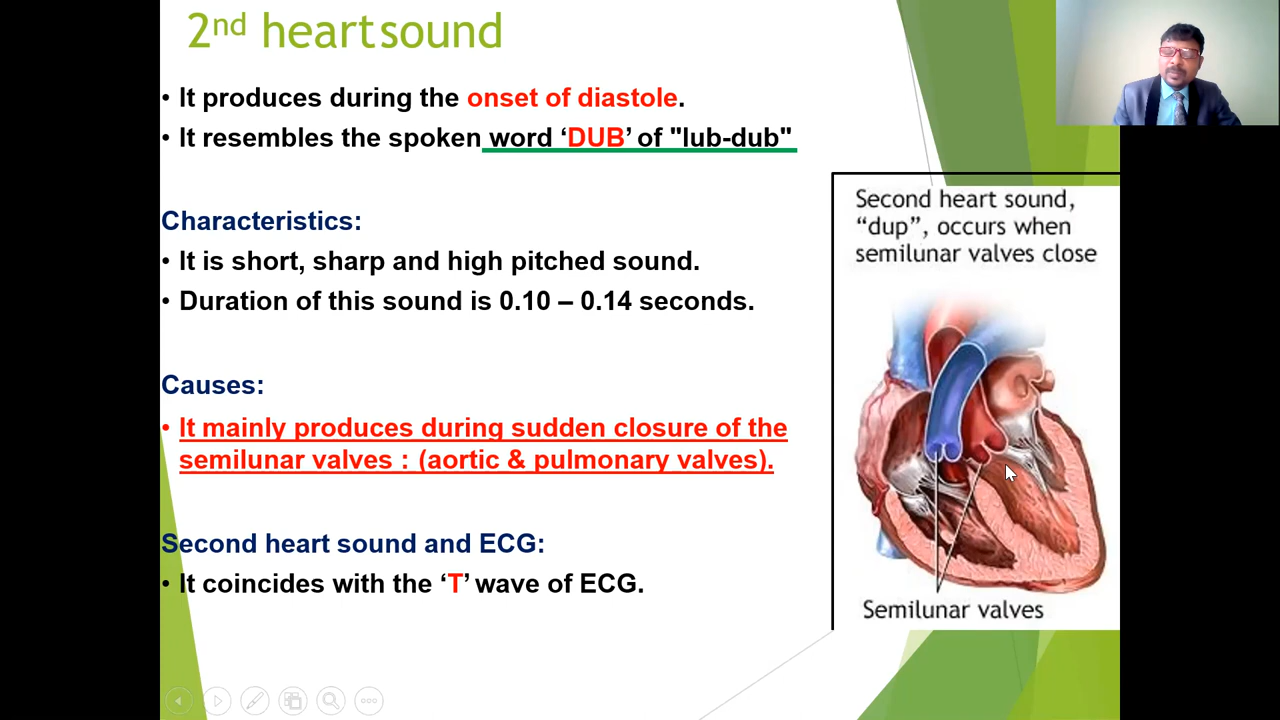 2nd heart sound
• It produces during the onset of diastole.
• It resembles the spoken word ‘DUB’ of "lub-dub"
Characteristics:
• It is short, sharp and high pitched sound.
• Duration of this sound is 0.10 – 0.14 seconds.
Causes:
• It mainly produces during sudden closure of the
semilunar valves : (aortic & pulmonary valves).
Second heart sound and ECG:
• It coincides with the ‘T’ wave of ECG.
Second heart sound,
“dup”, occurs when
semilunar valves close
Semilunar valves